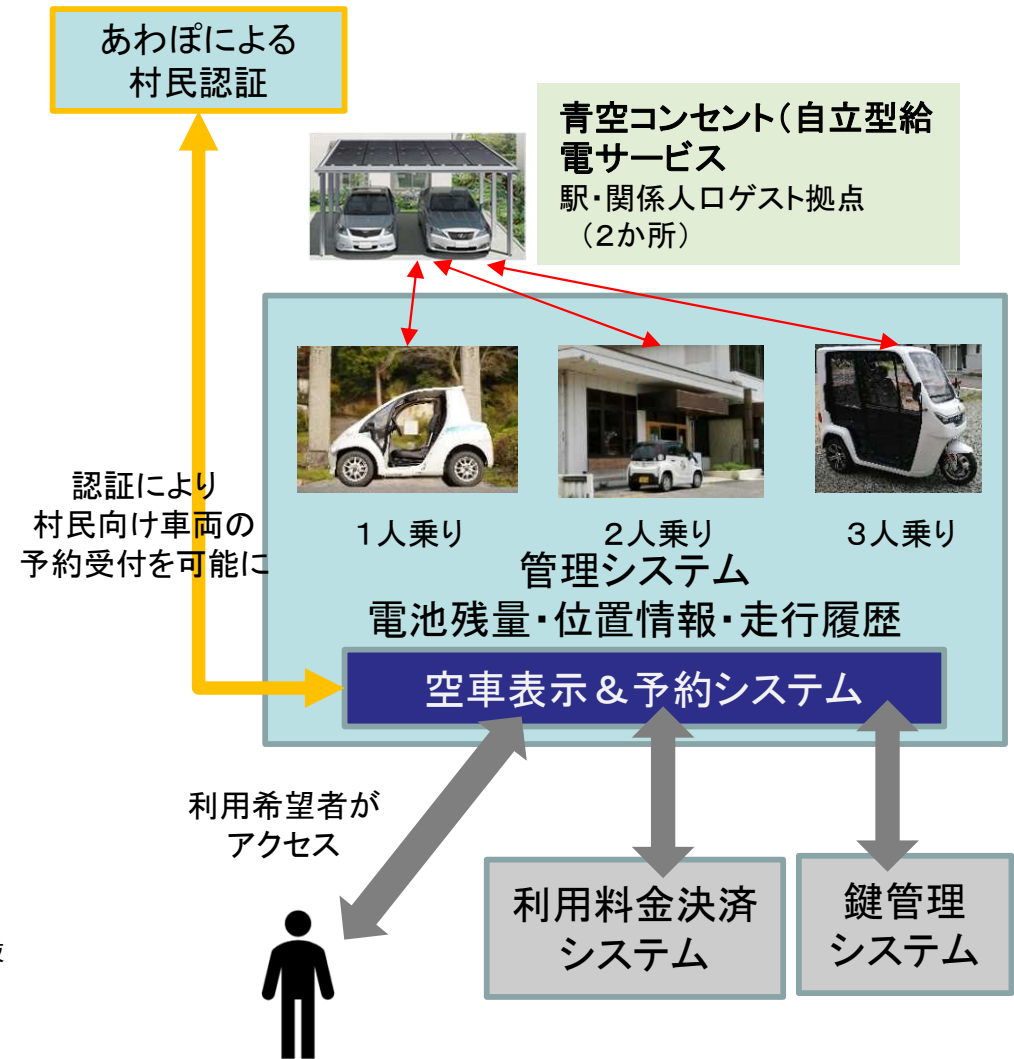 あわぽによる
村民認証
青空コンセント(自立型給
電サービス
駅・関係人口ゲスト拠点
(2か所)
認証により
村民向け車両の
予約受付を可能に
1人乗り
2人乗り
3人乗り
管理システム
電池残量・位置情報・走行履歴
空車表示&予約システム
利用希望者が
アクセス
利用料金決済
システム
鍵管理
システム